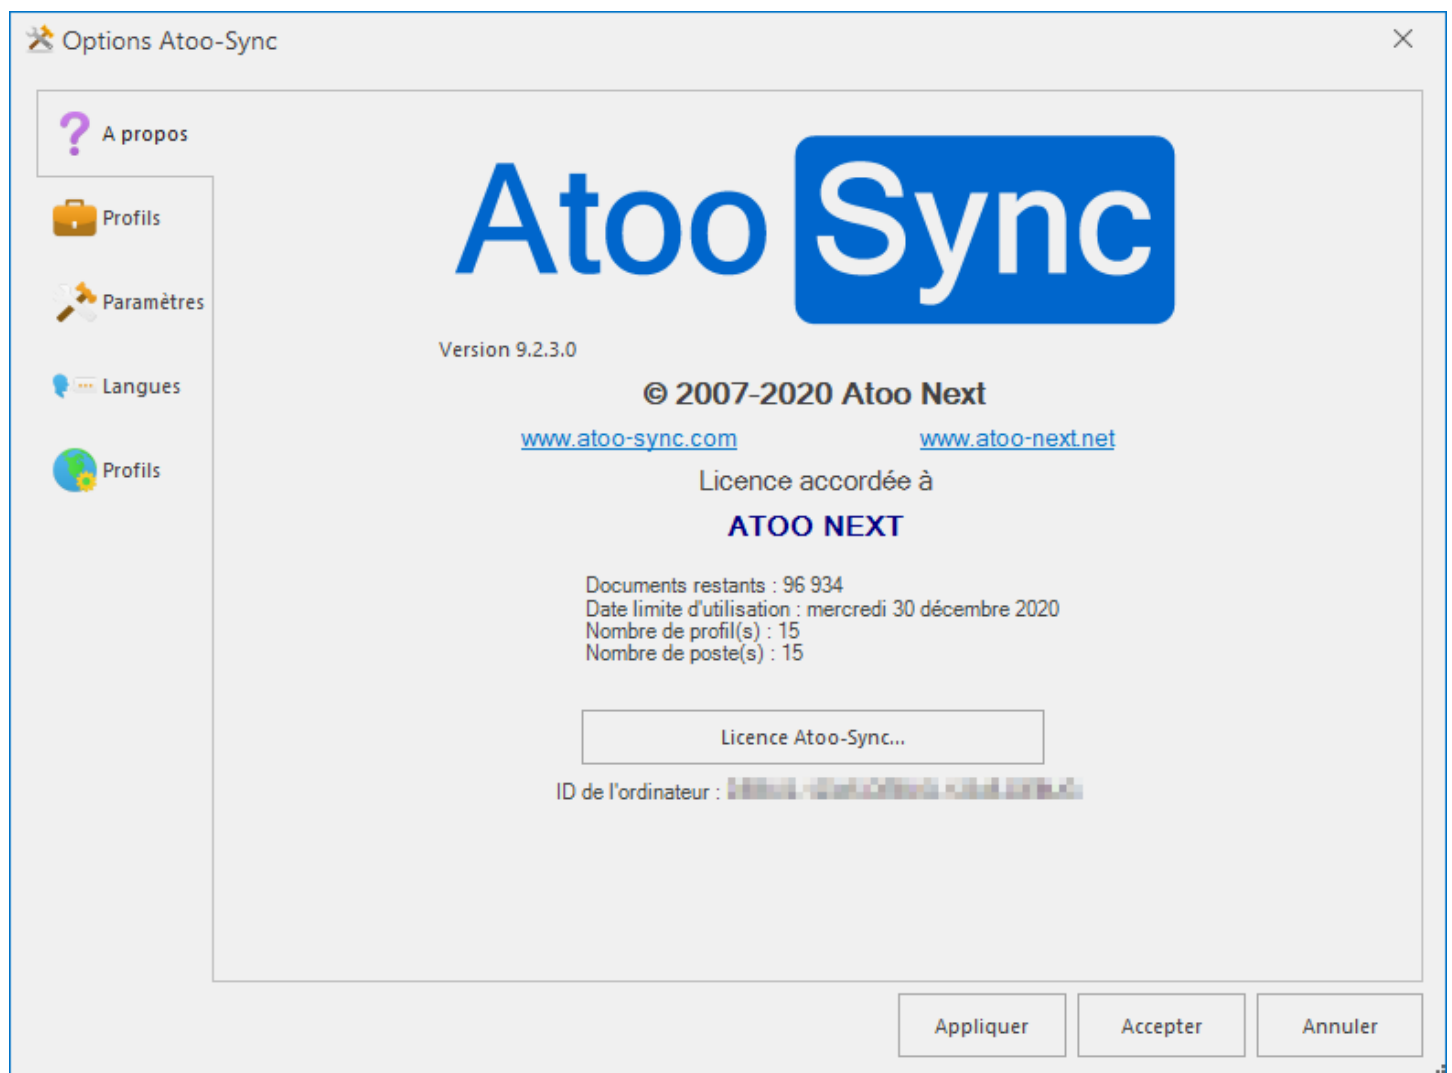 Options Atoo-Sync
A propos
Profils
Paramètres
Langues
Profils
Atoo Sync
Version 9.2.3.0
© 2007-2020 Atoo Next
www.atoo-sync.com www.atoo-next.net
Licence accordée à
ATOO NEXT
Documents restants : 96 934
Date limite d'utilisation : mercredi 30 décembre 2020
Nombre de profil(s) : 15
Nombre de poste(s) : 15
Licence Atoo-Sync...
ID de l'ordinateur :
Appliquer Accepter Annuler